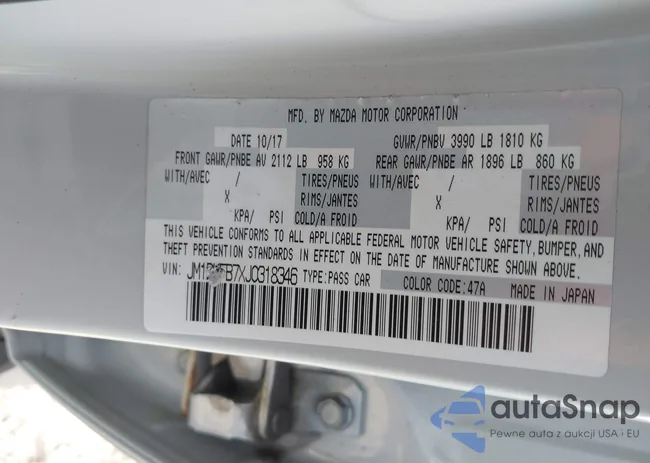 MFD. BY MAZDA MOTOR CORPORATION
DATE 10/17 GVWR/PNBV 3990 LB 1810 KG
FRONT GAWR/PNBE AV 2112 LB 958 KG REAR GAWR/PNBE AR 1896 LB 860 KG
WITH/AVEC / TIRES/PNEUS WITH/AVEC / TIRES/PNEUS
X RIMS/JANTES X RIMS/JANTES
KPA/ PSI COLD/A FROID KPA/ PSI COLD/A FROID
THIS VEHICLE CONFORMS TO ALL APPLICABLE FEDERAL MOTOR VEHICLE SAFETY, BUMPER, AND
THEFT PREVENTION STANDARDS IN EFFECT ON THE DATE OF MANUFACTURE SHOWN ABOVE.
VIN: TYPE: PASS CAR COLOR CODE: 47A MADE IN JAPAN
autoSnap
Pewne auta z aukcji USA i EU